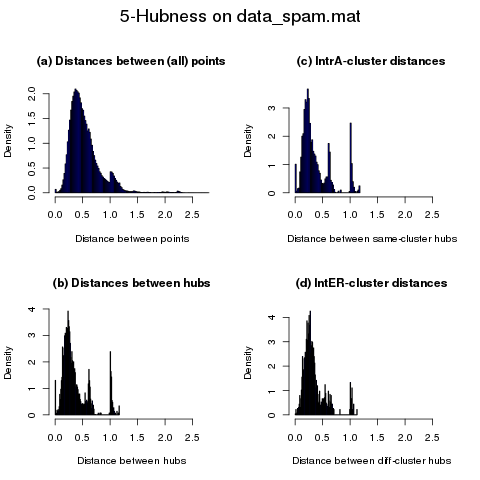 5-Hubness on data_spam.mat
(a) Distances between (all) points
Density
0.0 0.5 1.0 1.5 2.0
0.0 0.5 1.0 1.5 2.0 2.5
Distance between points
(c) IntrA-cluster distances
Density
0 1 2 3
0.0 0.5 1.0 1.5 2.0 2.5
Distance between same-cluster hubs
(b) Distances between hubs
Density
0 1 2 3 4
0.0 0.5 1.0 1.5 2.0 2.5
Distance between hubs
(d) IntER-cluster distances
Density
0 1 2 3 4
0.0 0.5 1.0 1.5 2.0 2.5
Distance between diff-cluster hubs